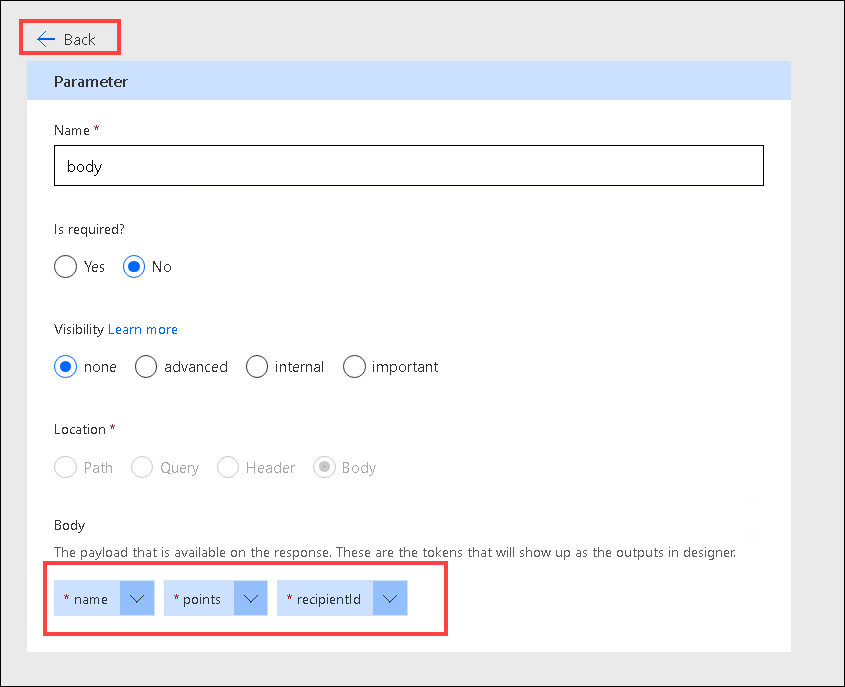 Back
Parameter
Name *
body
Is required?
Yes No
Visibility Learn more
none advanced internal important
Location *
Path Query Header Body
Body
The payload that is available on the response. These are the tokens that will show up as the outputs in designer.
* name * points * recipientId